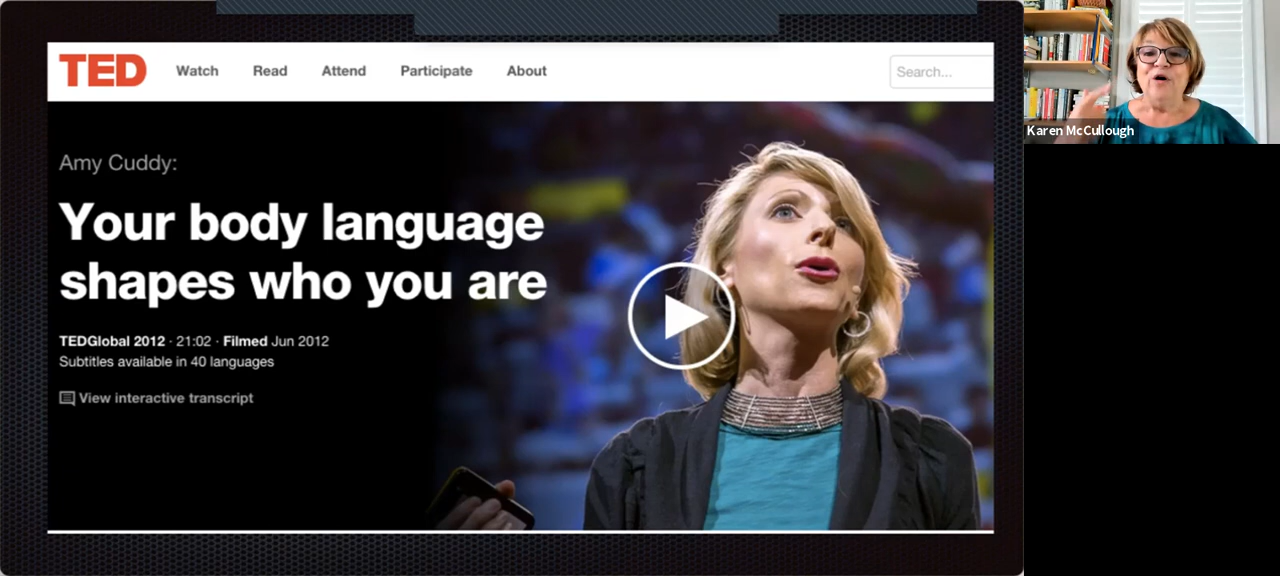 TED
Watch Read Attend Participate About
Search...
Amy Cuddy:
Your body language
shapes who you are
TEDGlobal 2012 · 21:02 · Filmed Jun 2012
Subtitles available in 40 languages
View interactive transcript
Karen McCullough